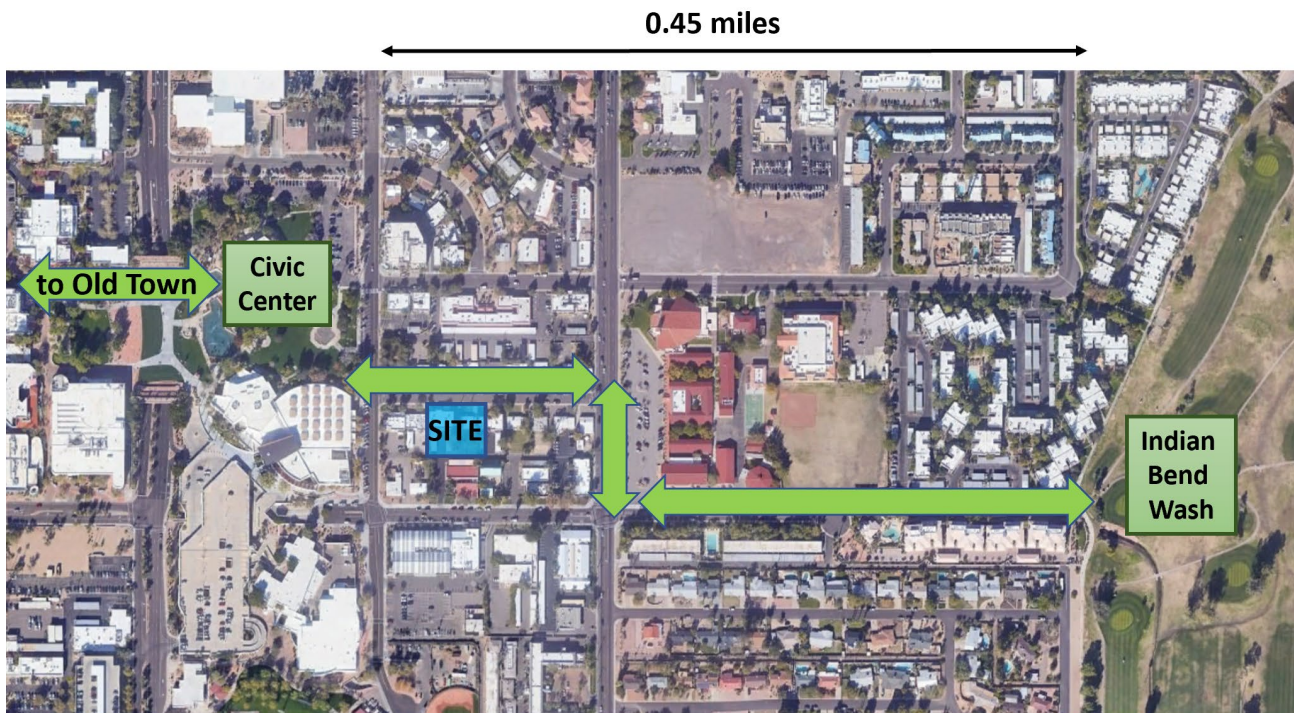 0.45 miles
to Old Town
Civic
Center
SITE
Indian
Bend
Wash